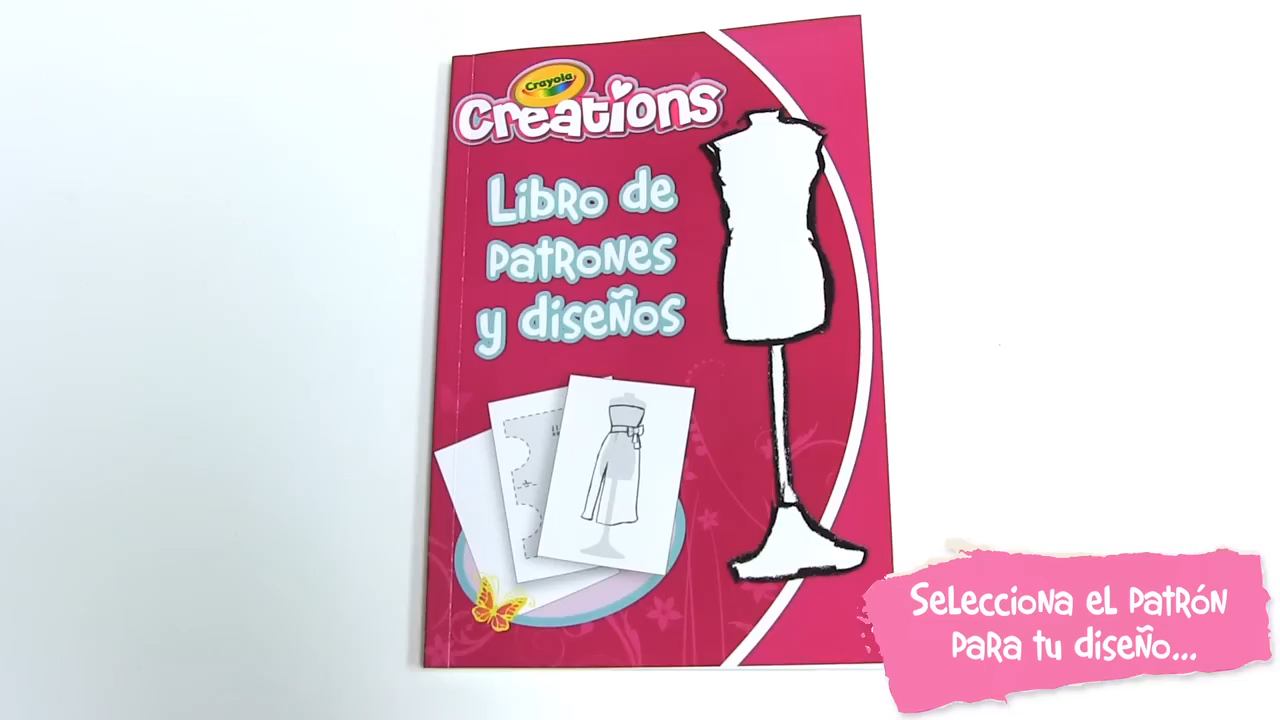 Crayola
Creations
Libro de
patrones
y diseños
Selecciona el patrón
para tu diseño...